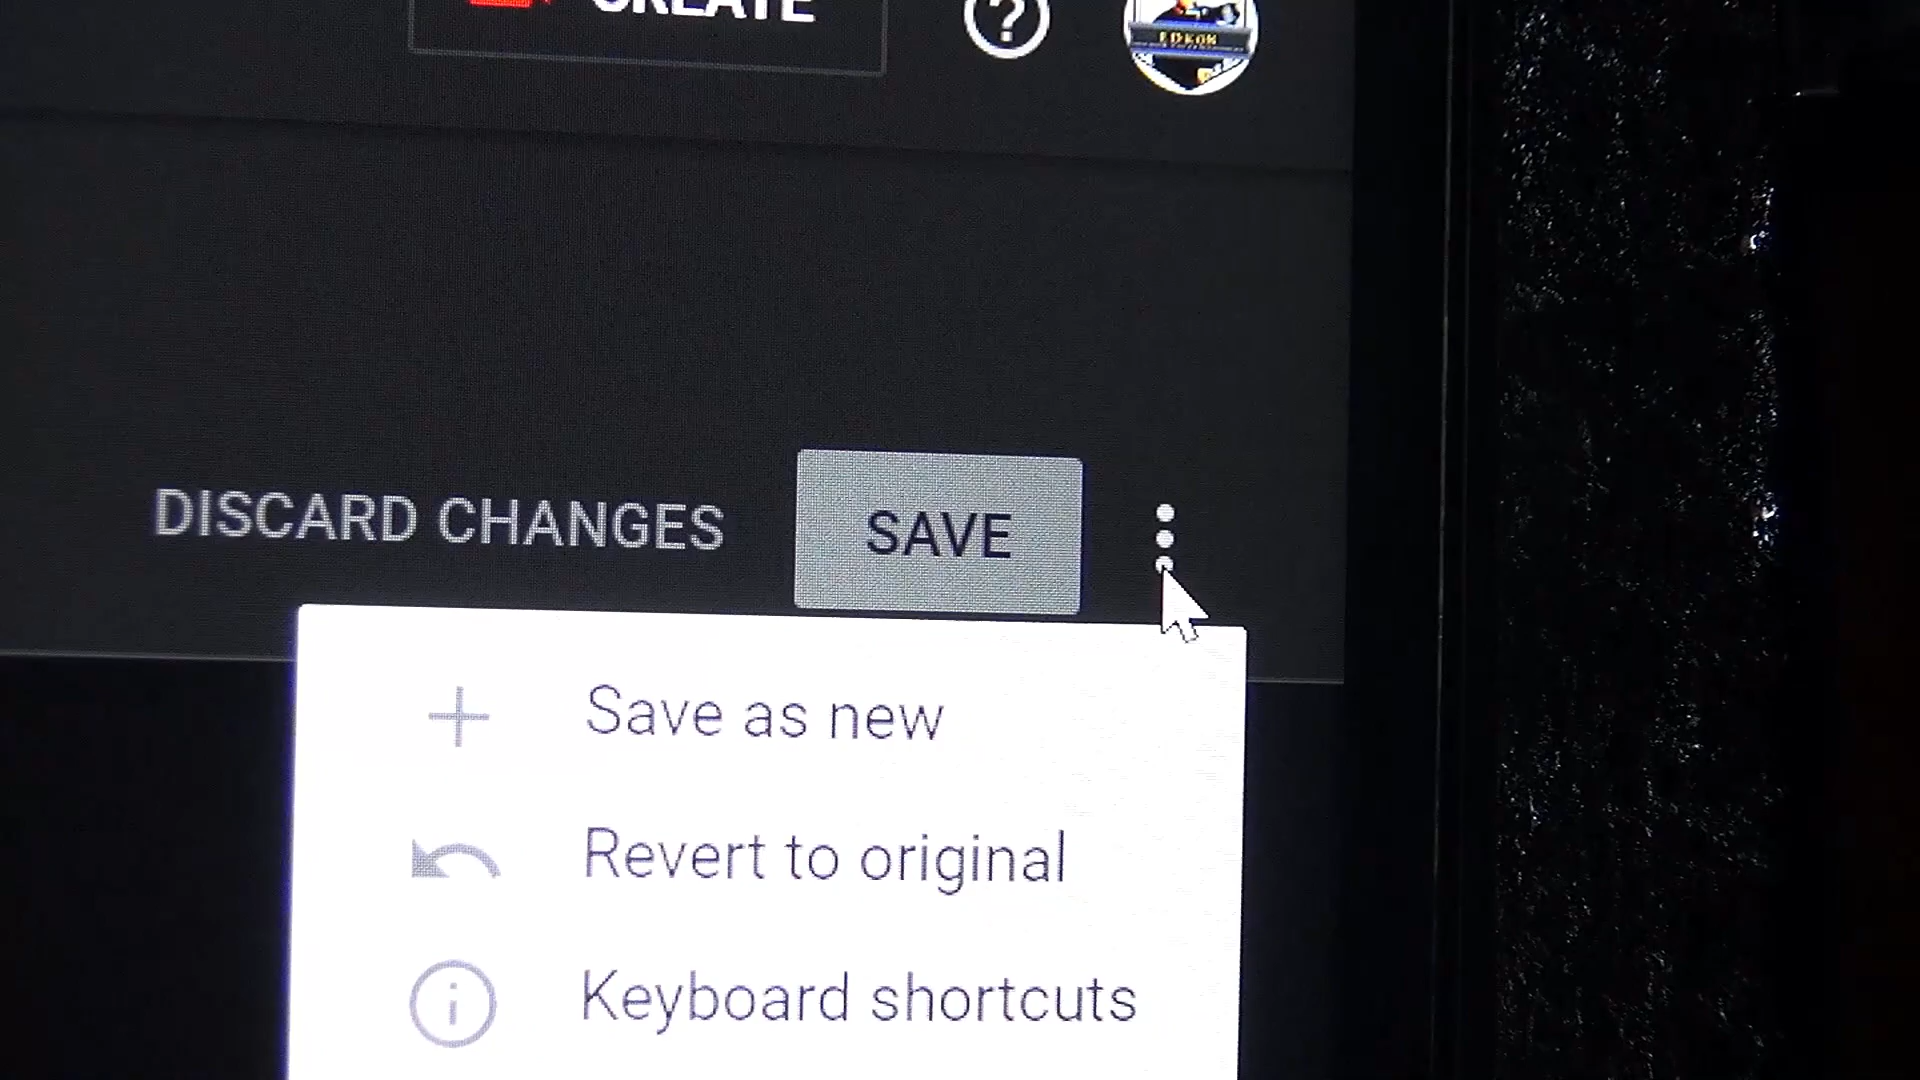 CREATE
DISCARD CHANGES
SAVE
Save as new
Revert to original
Keyboard shortcuts